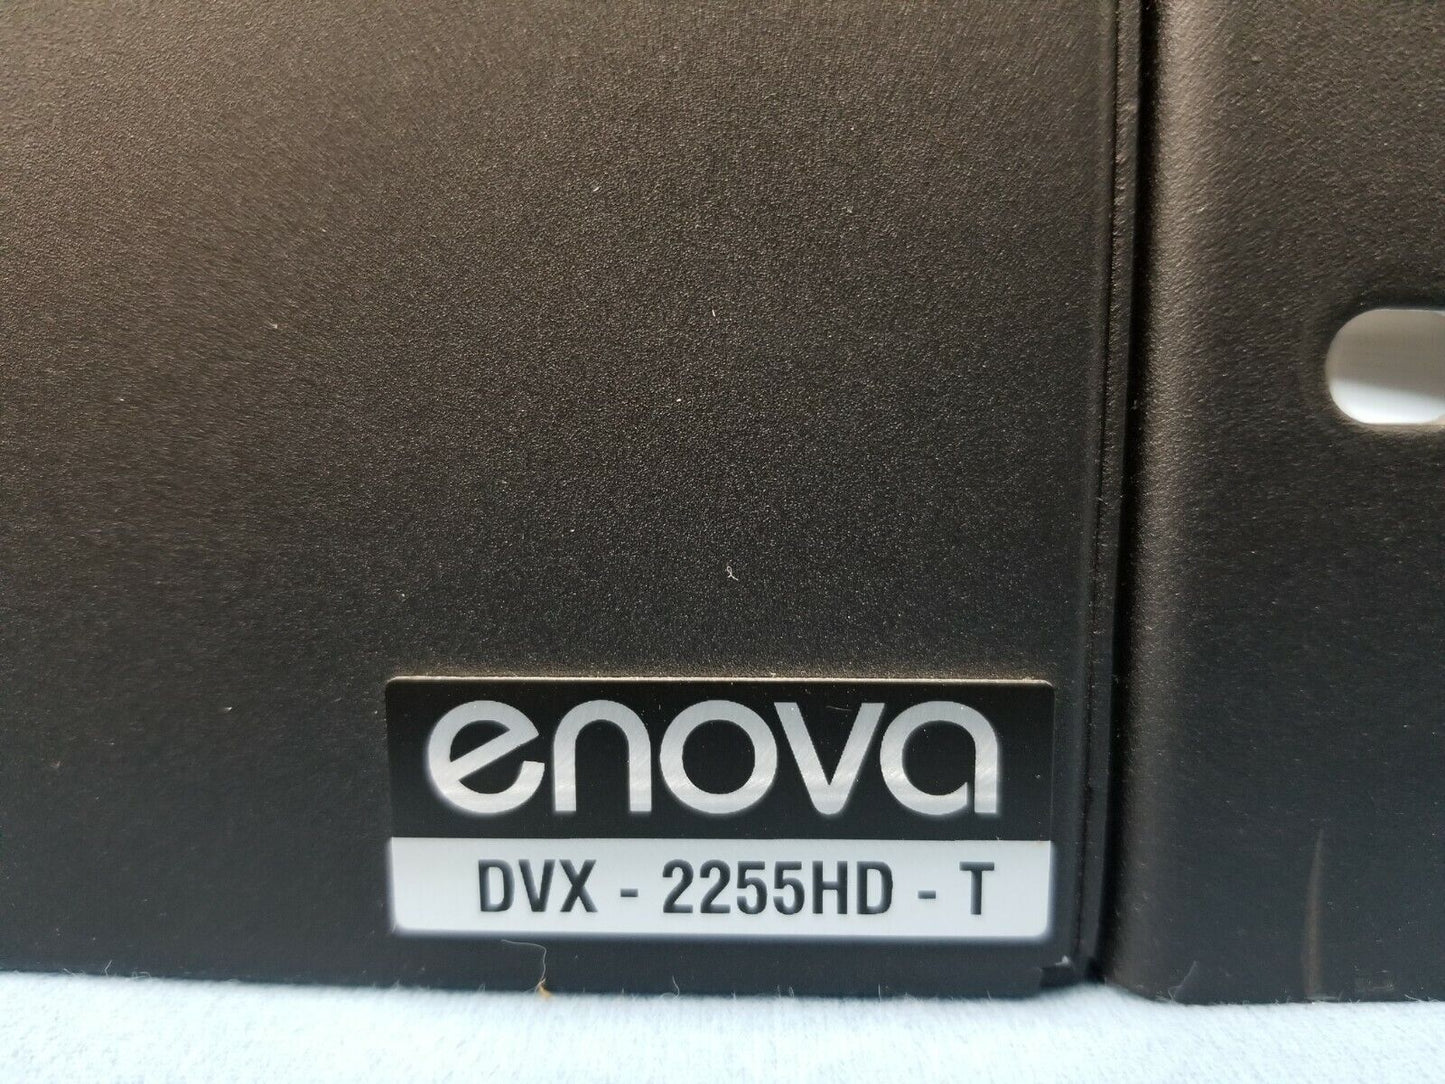 enova
DVX - 2255HD - T